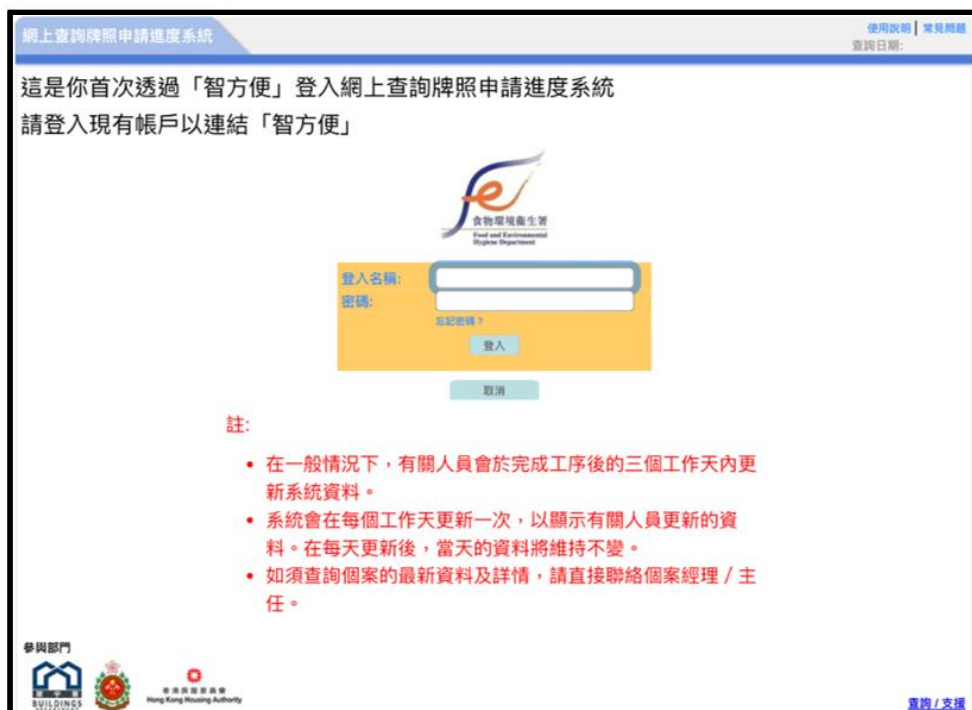 網上查詢牌照申請進度系統
使用說明 | 常見問題
查詢日期:
這是你首次透過「智方便」登入網上查詢牌照申請進度系統
請登入現有帳戶以連結「智方便」
食物環境衞生署
Food and Environmental
Hygiene Department
登入名稱:
密碼:
忘記密碼？
登入
取消
註:
• 在一般情況下，有關人員會於完成工序後的三個工作天內更
新系統資料。
• 系統會在每個工作天更新一次，以顯示有關人員更新的資
料。在每天更新後，當天的資料將維持不變。
• 如須查詢個案的最新資料及詳情，請直接聯絡個案經理 / 主
任。
參與部門
屋宇署
BUILDINGS
香港房屋委員會
Hong Kong Housing Authority
查詢 / 支援